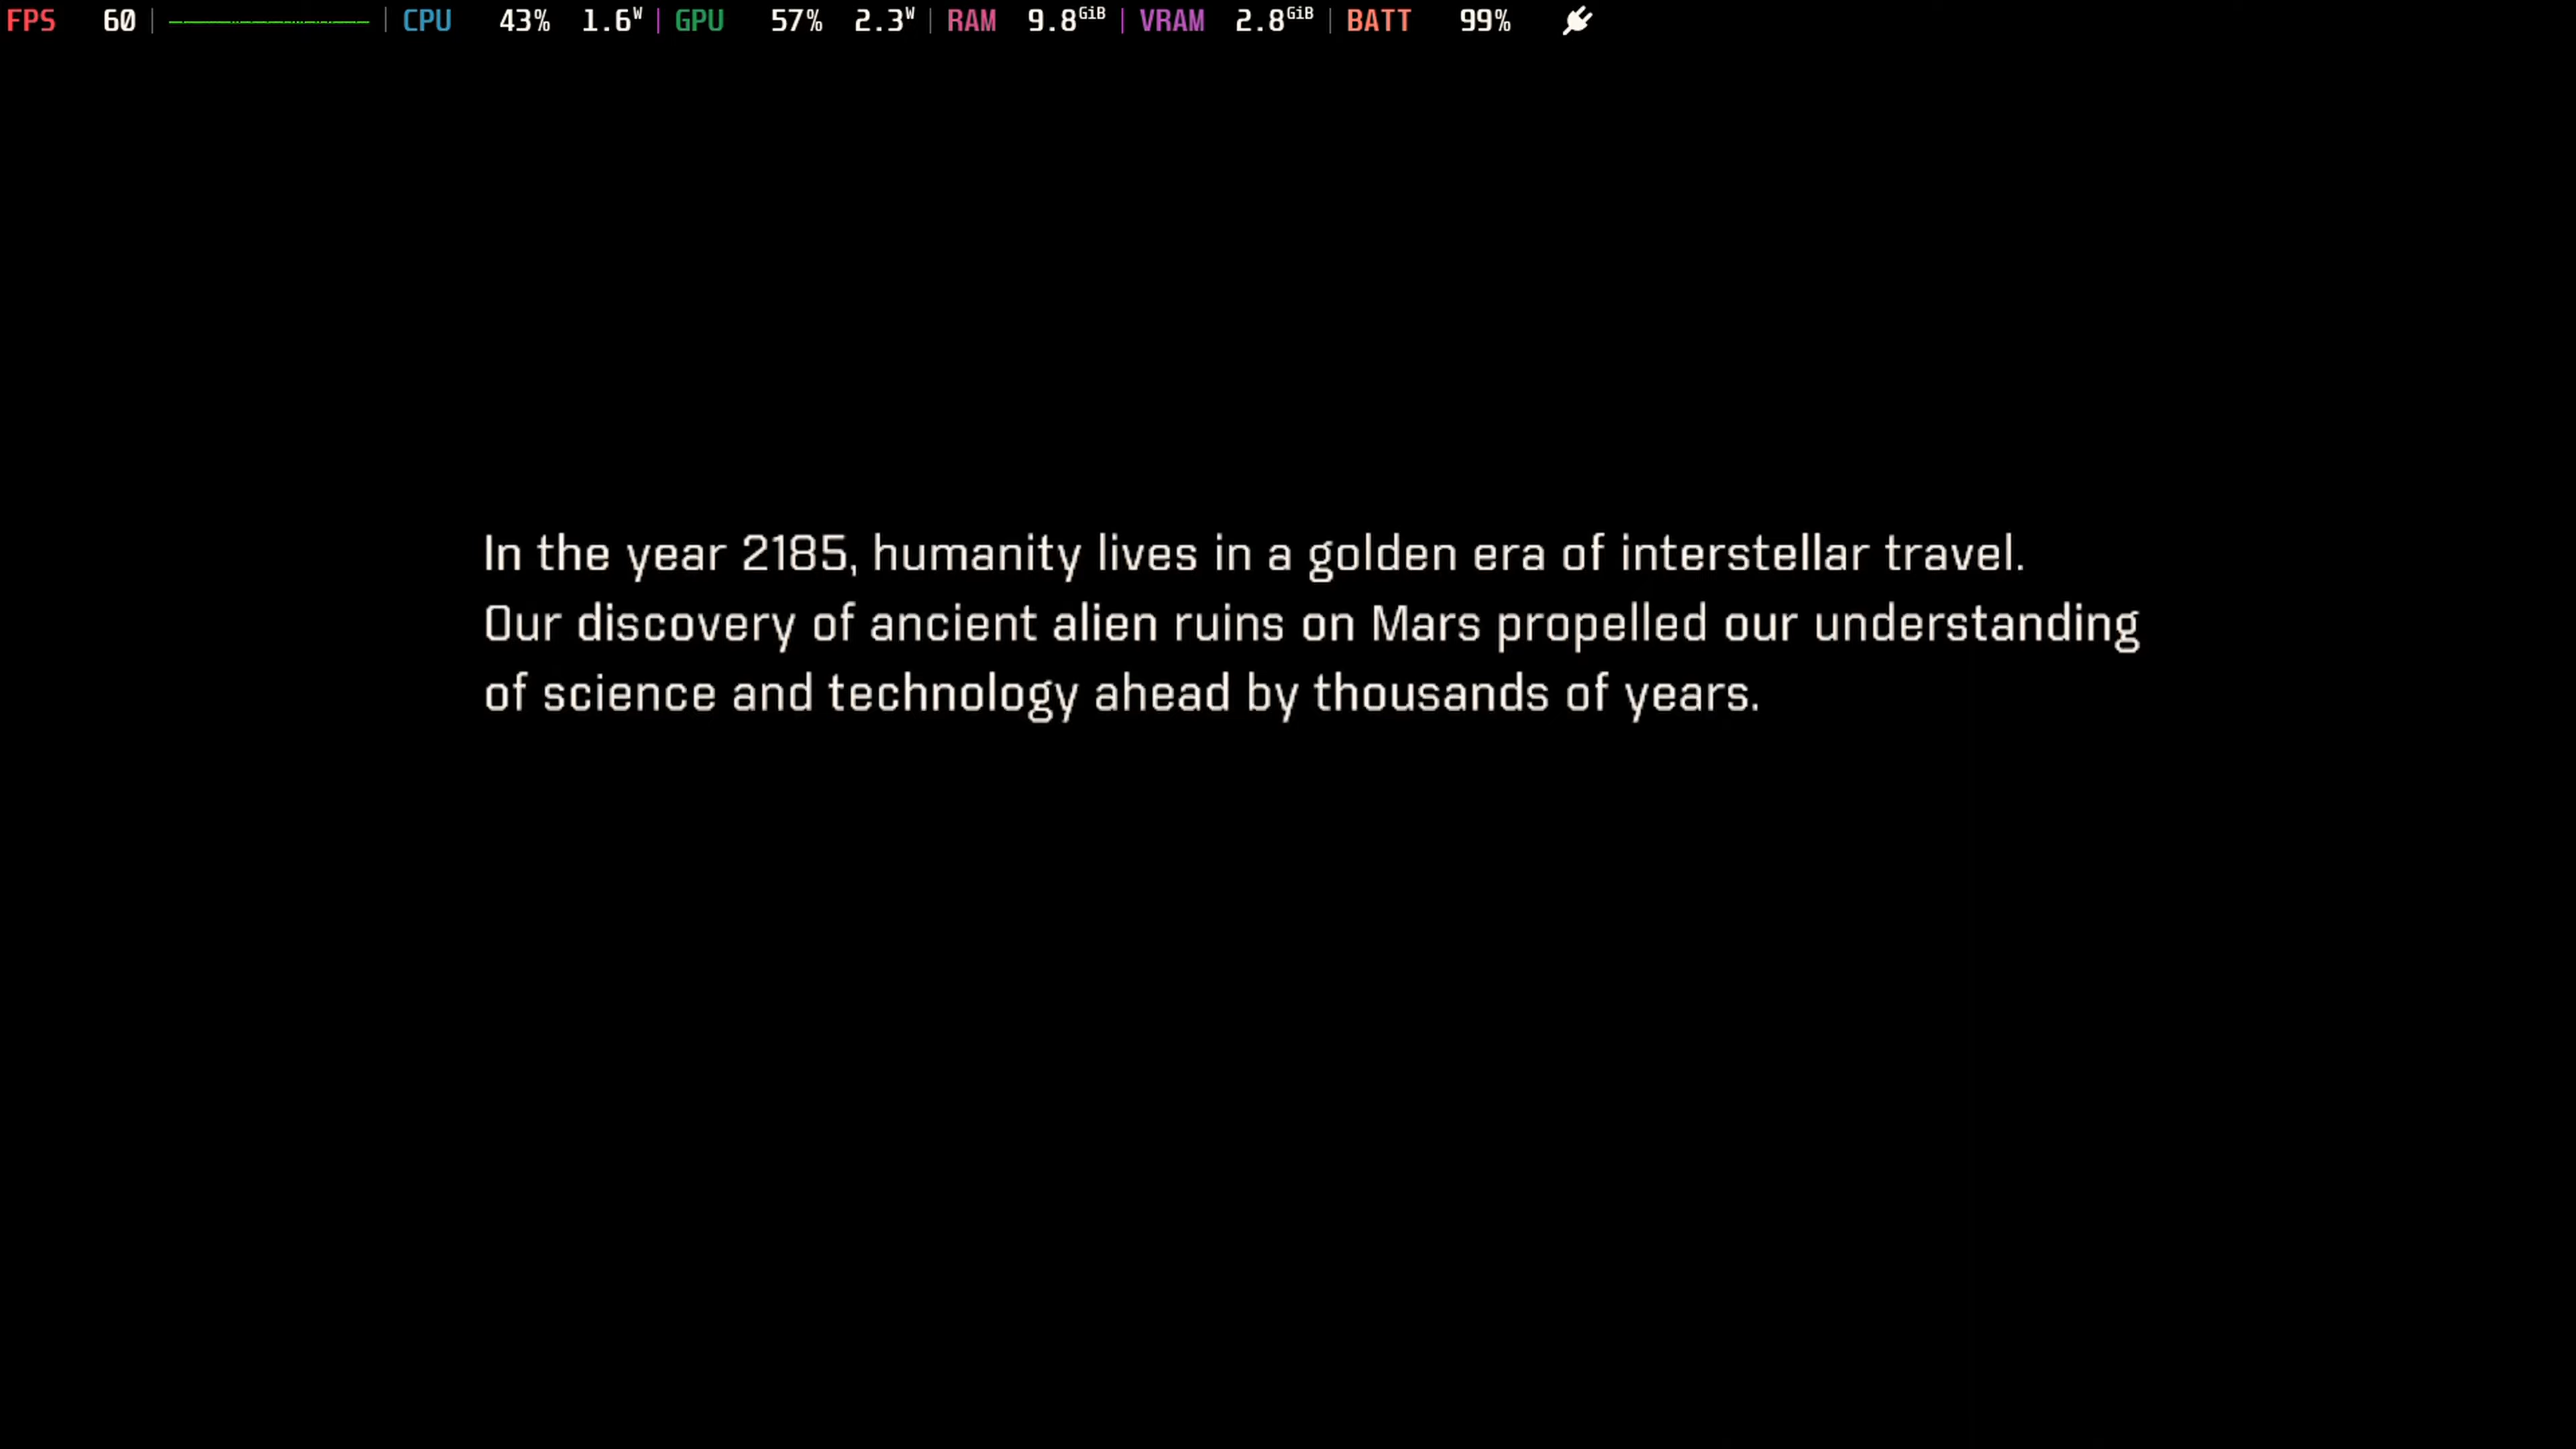 FPS 60 CPU 43% 1.6W GPU 57% 2.3W RAM 9.8GiB VRAM 2.8GiB BATT 99%
In the year 2185, humanity lives in a golden era of interstellar travel.
Our discovery of ancient alien ruins on Mars propelled our understanding
of science and technology ahead by thousands of years.